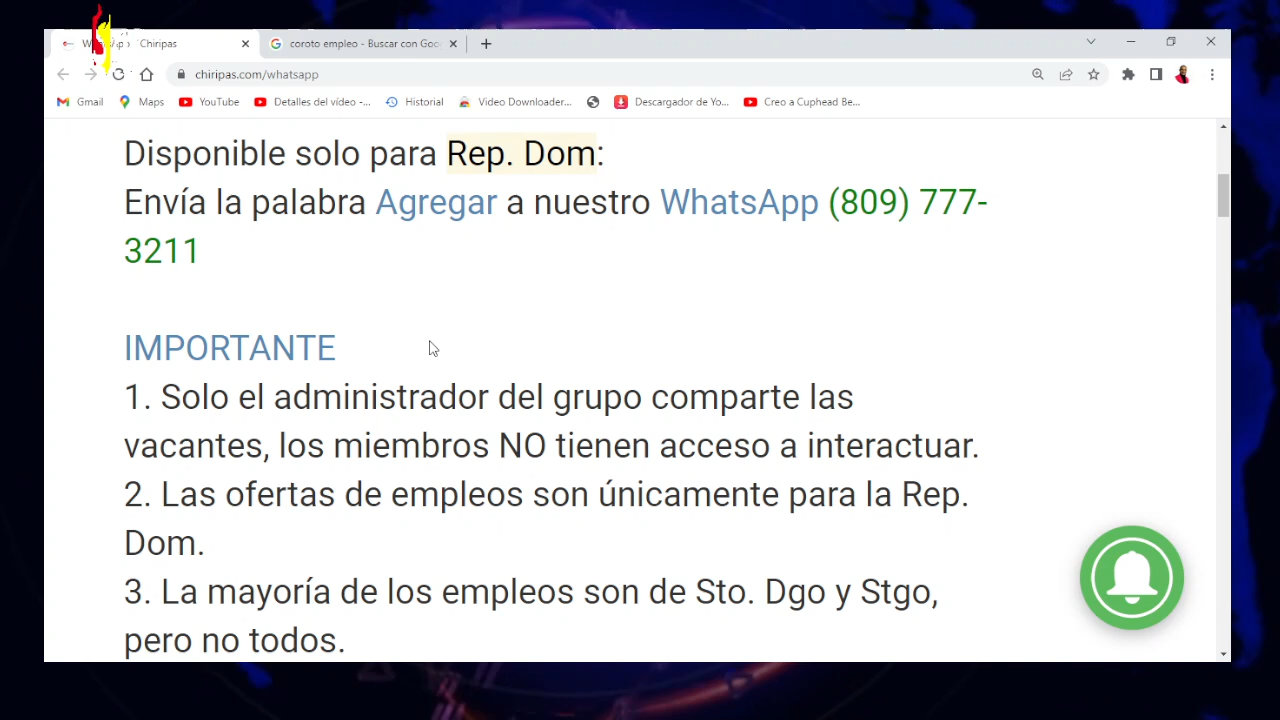 Chiripas
coroto empleo - Buscar con Goo
chiripas.com/whatsapp
Gmail
Maps
YouTube
Detalles del vídeo -...
Historial
Video Downloader...
Descargador de Yo...
Creo a Cuphead Be...
Disponible solo para Rep. Dom:
Envía la palabra Agregar a nuestro WhatsApp (809) 777-
3211
IMPORTANTE
1. Solo el administrador del grupo comparte las
vacantes, los miembros NO tienen acceso a interactuar.
2. Las ofertas de empleos son únicamente para la Rep.
Dom.
3. La mayoría de los empleos son de Sto. Dgo y Stgo,
pero no todos.